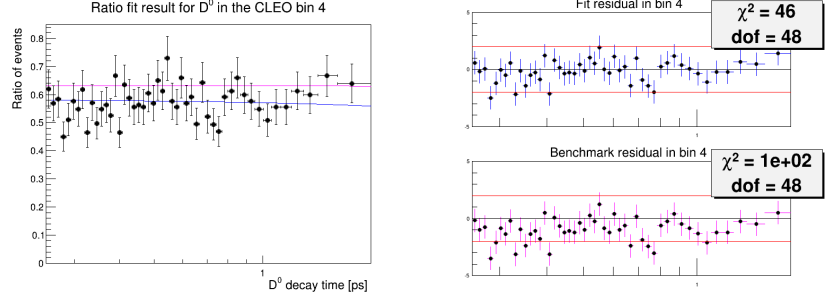 Ratio fit result for D⁰ in the CLEO bin 4
Ratio of events
0.8
0.7
0.6
0.5
0.4
0.3
0.2
0.1
0
1
D⁰ decay time [ps]
Fit residual in bin 4
χ² = 46
dof = 48
5
0
-5
1
Benchmark residual in bin 4
χ² = 1e+02
dof = 48
5
0
-5
1